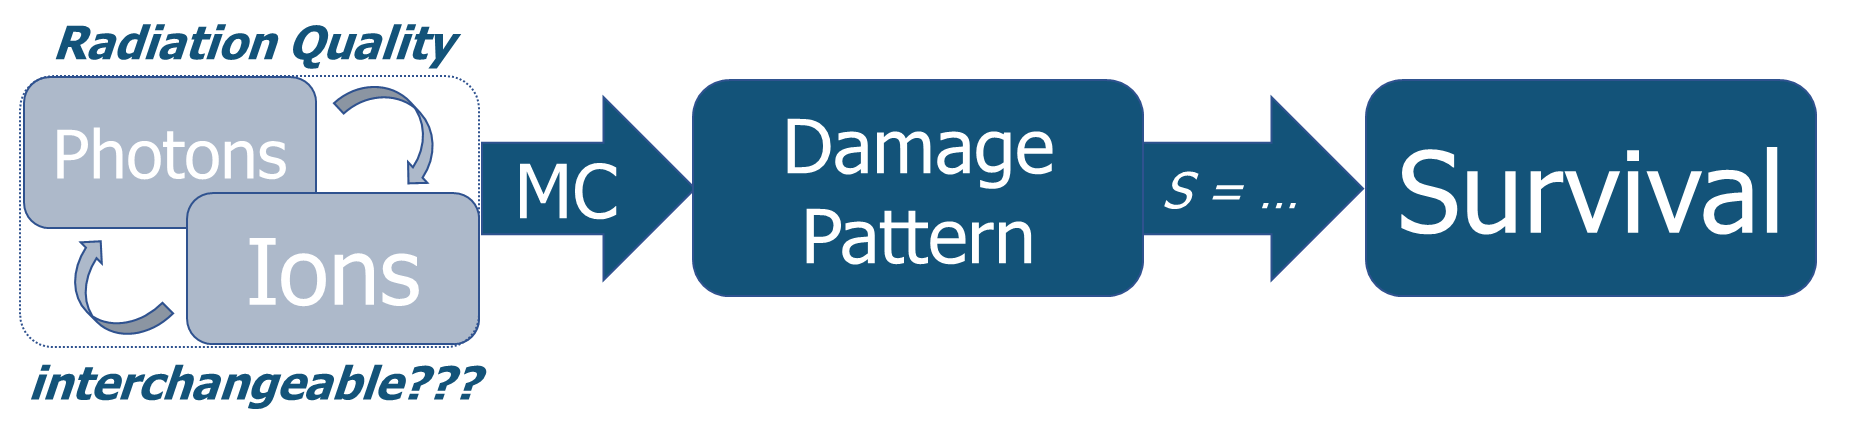 Radiation Quality
Photons
Ions
interchangeable???
MC
Damage
Pattern
S = ...
Survival